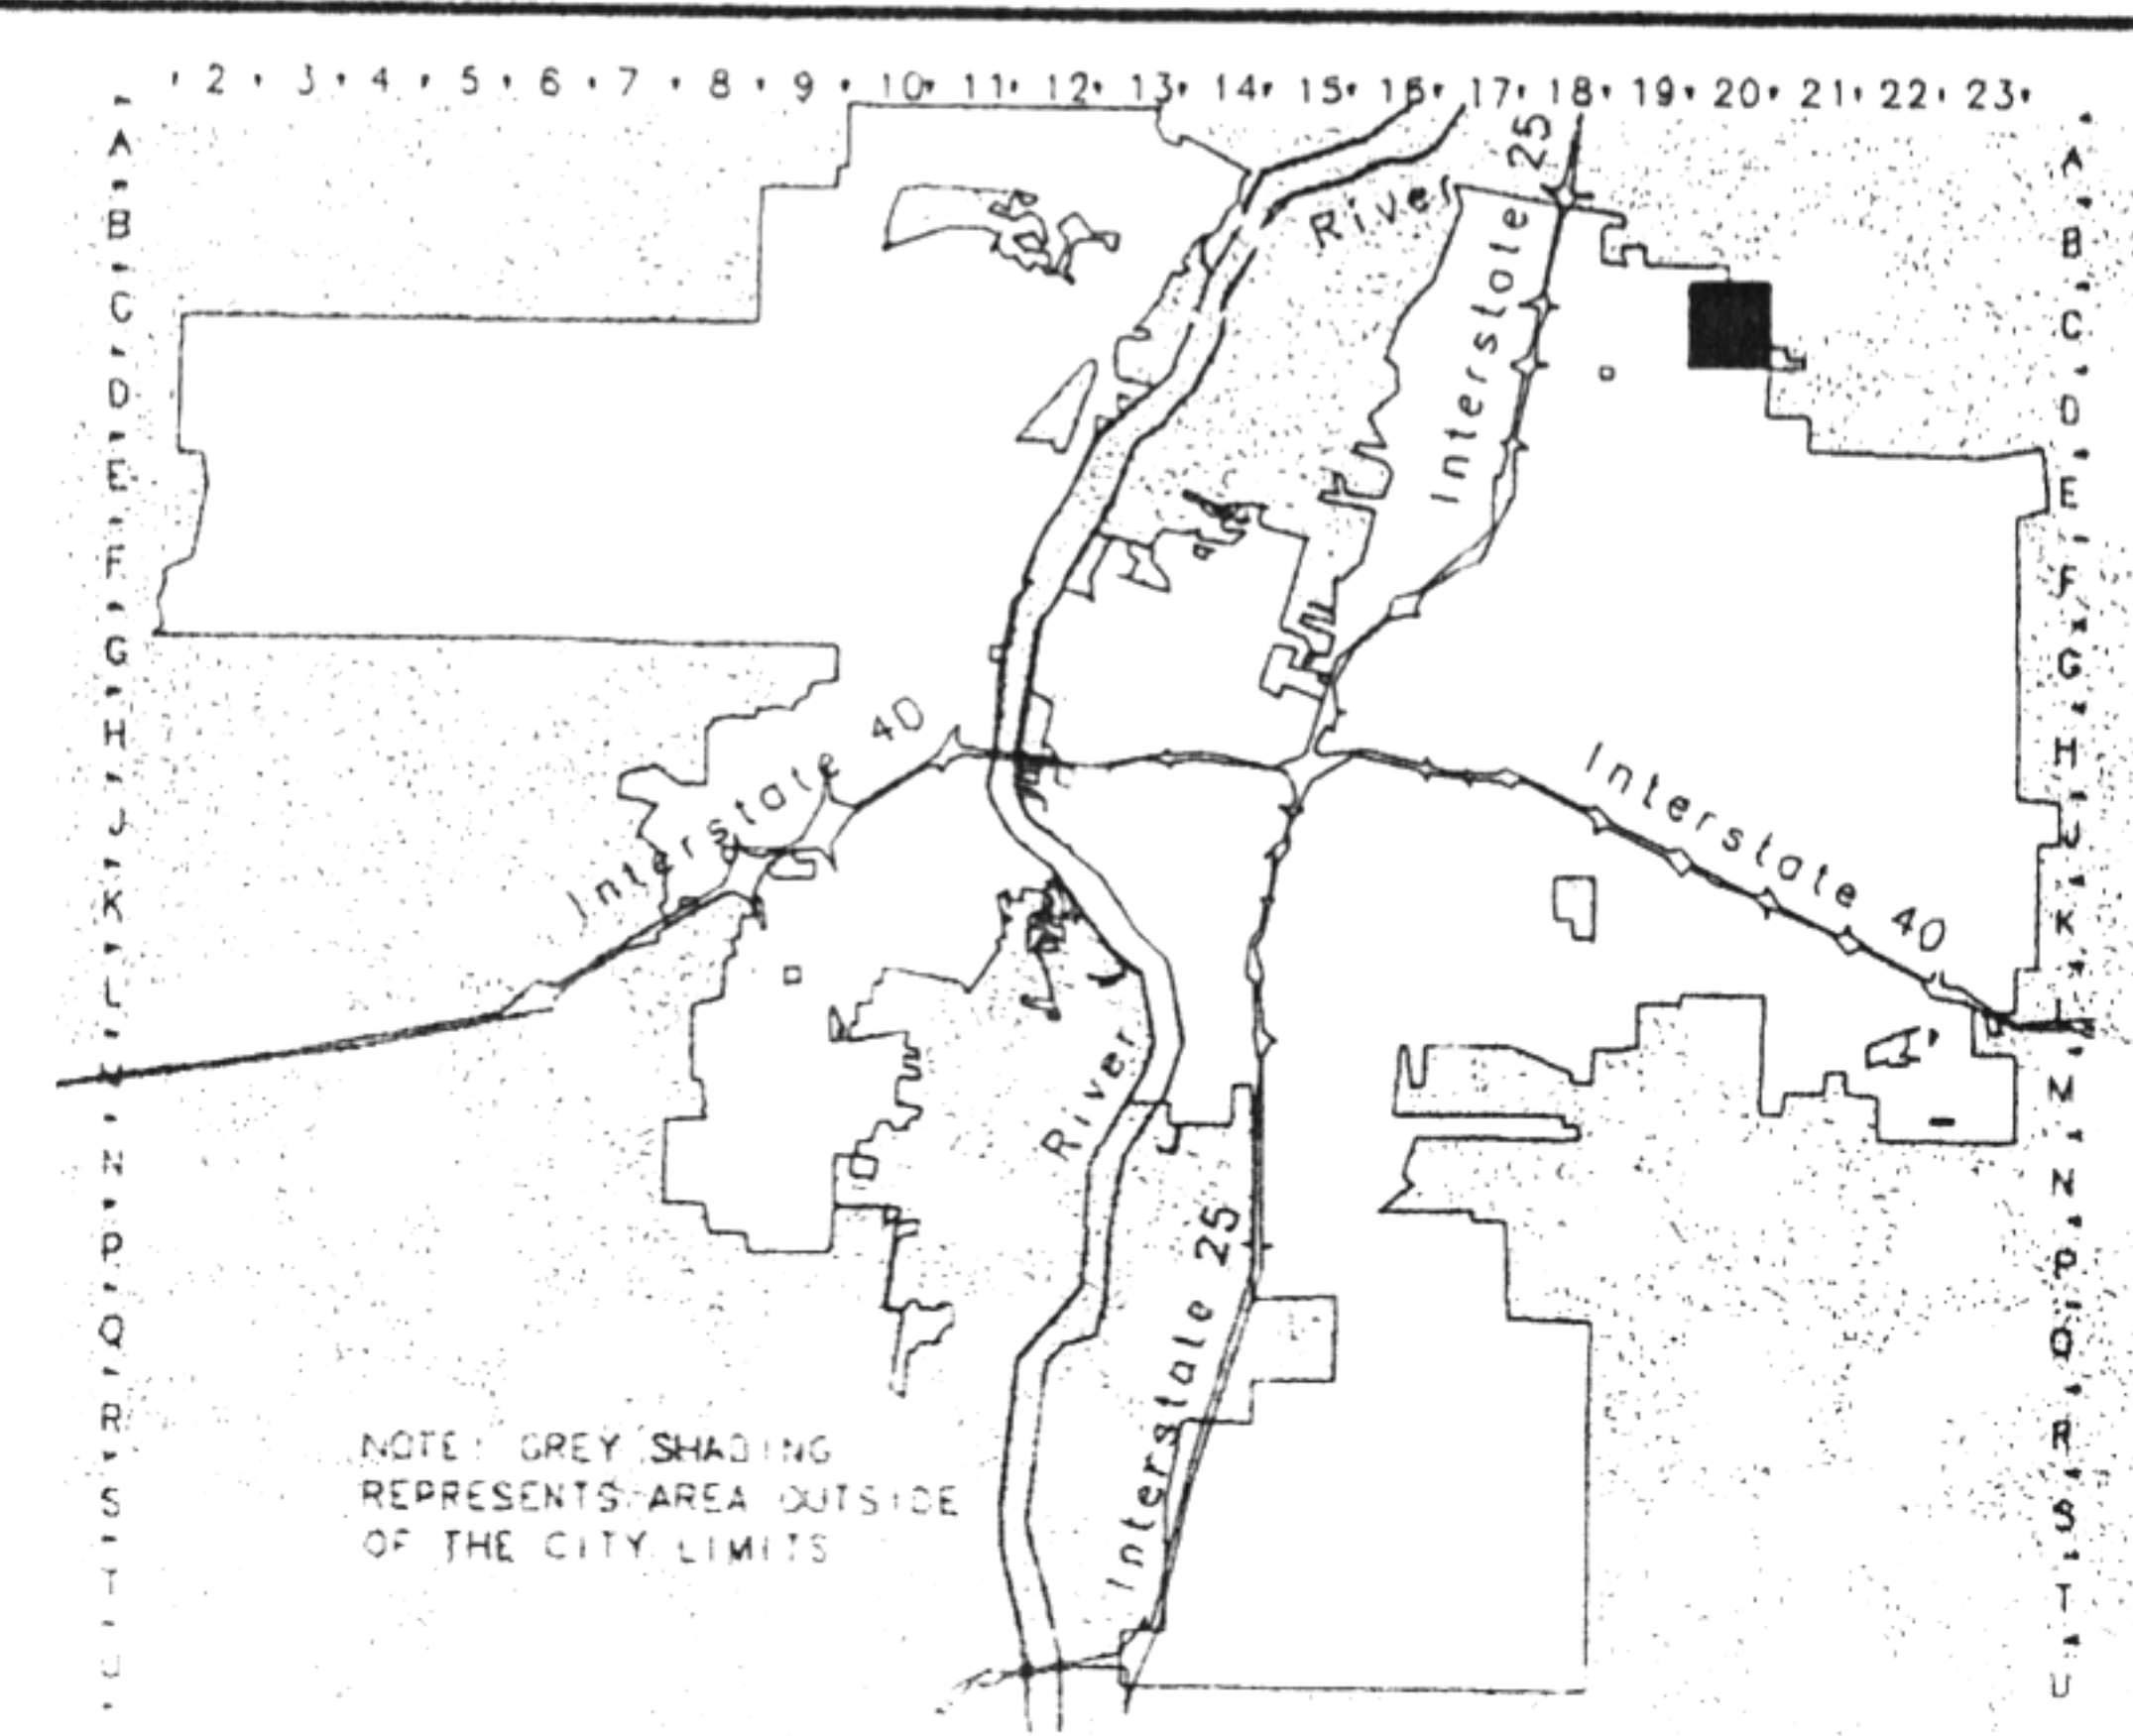 2 3 4 5 6 7 8 9 10 11 12 13 14 15 16 17 18 19 20 21 22 23
A A
B B
C C
D D
E E
F F
G G
H H
J J
K K
L L
M M
N N
P P
Q Q
R R
S S
T T
U U
River
Interstate 25
Interstate 40
Interstate 40
River
Interstate 25
NOTE: GREY SHADING
REPRESENTS AREA OUTSIDE
OF THE CITY LIMITS